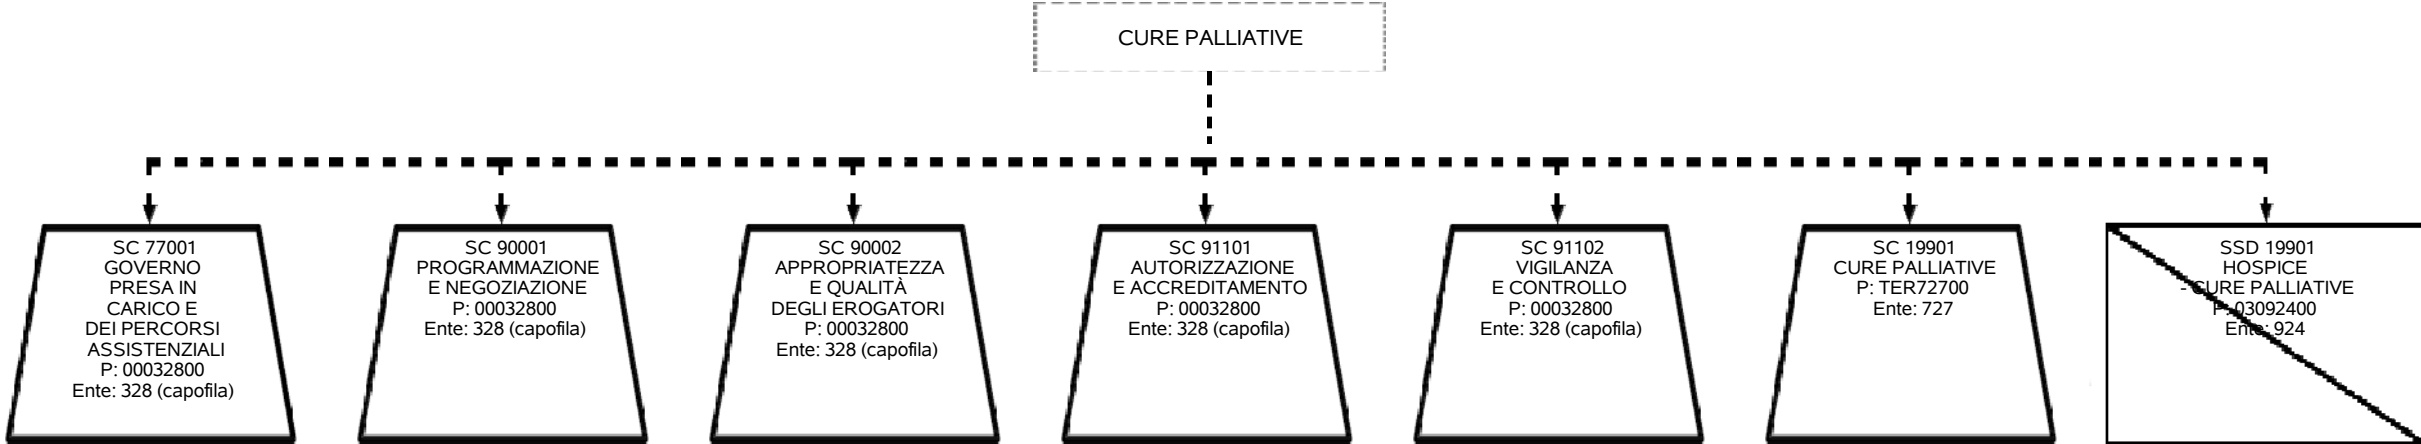 CURE PALLIATIVE
SC 77001
GOVERNO
PRESA IN
CARICO E
DEI PERCORSI
ASSISTENZIALI
P: 00032800
Ente: 328 (capofila)
SC 90001
PROGRAMMAZIONE
E NEGOZIAZIONE
P: 00032800
Ente: 328 (capofila)
SC 90002
APPROPRIATEZZA
E QUALITÀ
DEGLI EROGATORI
P: 00032800
Ente: 328 (capofila)
SC 91101
AUTORIZZAZIONE
E ACCREDITAMENTO
P: 00032800
Ente: 328 (capofila)
SC 91102
VIGILANZA
E CONTROLLO
P: 00032800
Ente: 328 (capofila)
SC 19901
CURE PALLIATIVE
P: TER72700
Ente: 727
SSD 19901
HOSPICE
- CURE PALLIATIVE
P: 03092400
Ente: 924